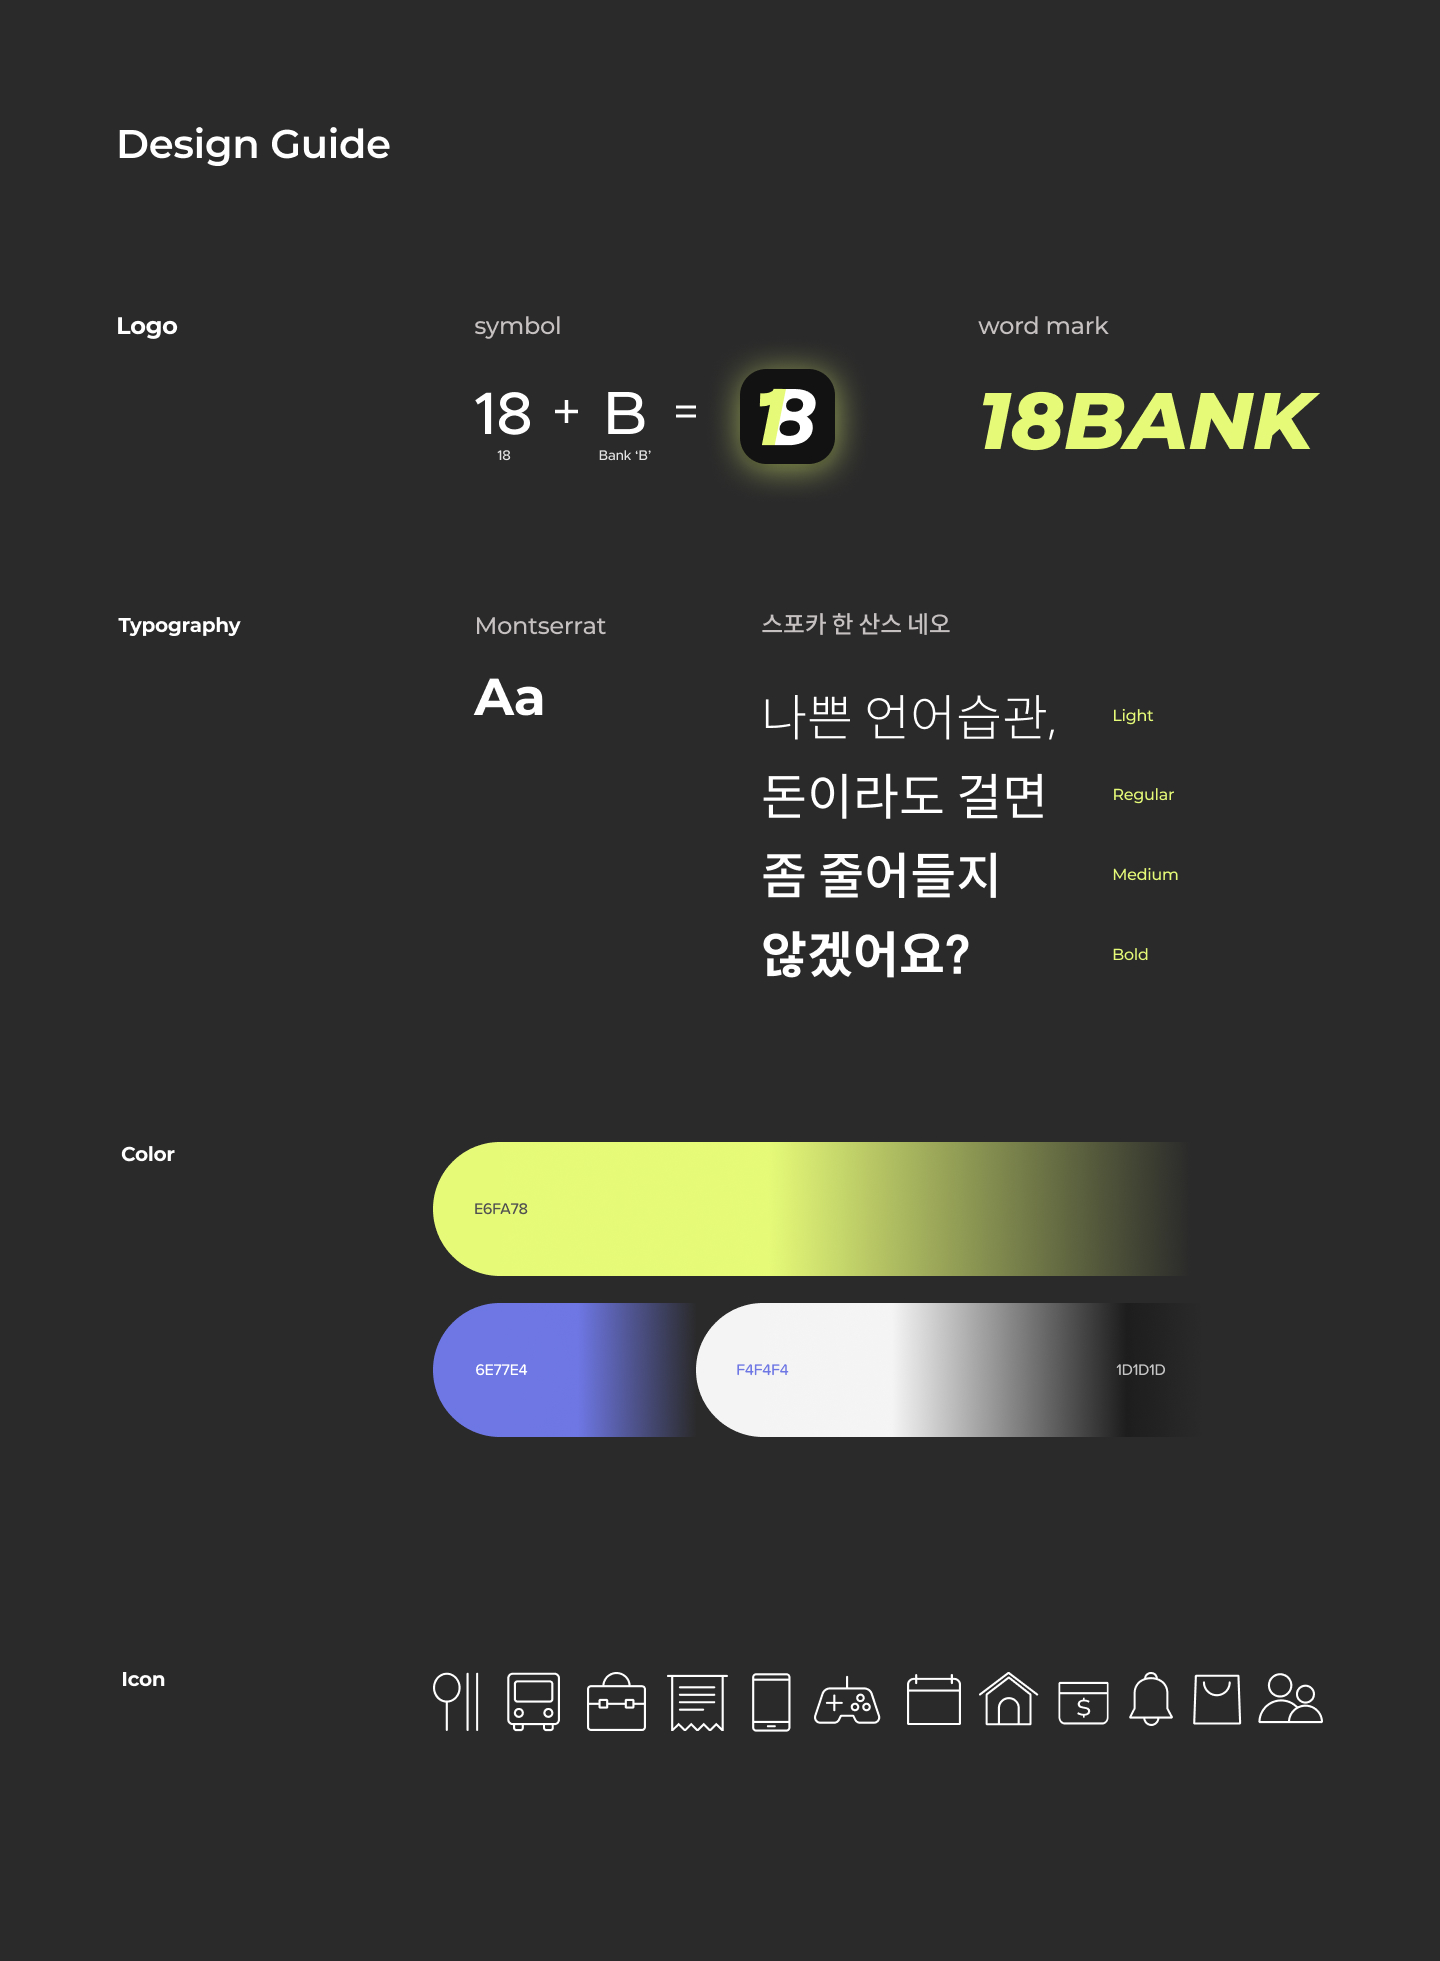 Design Guide
Logo
symbol
word mark
18 + B =
18BANK
18
Bank ‘B’
Typography
Montserrat
스포카 한 산스 네오
Aa
나쁜 언어습관,
Light
돈이라도 걸면
Regular
좀 줄어들지
Medium
않겠어요?
Bold
Color
E6FA78
6E77E4
F4F4F4
1D1D1D
Icon